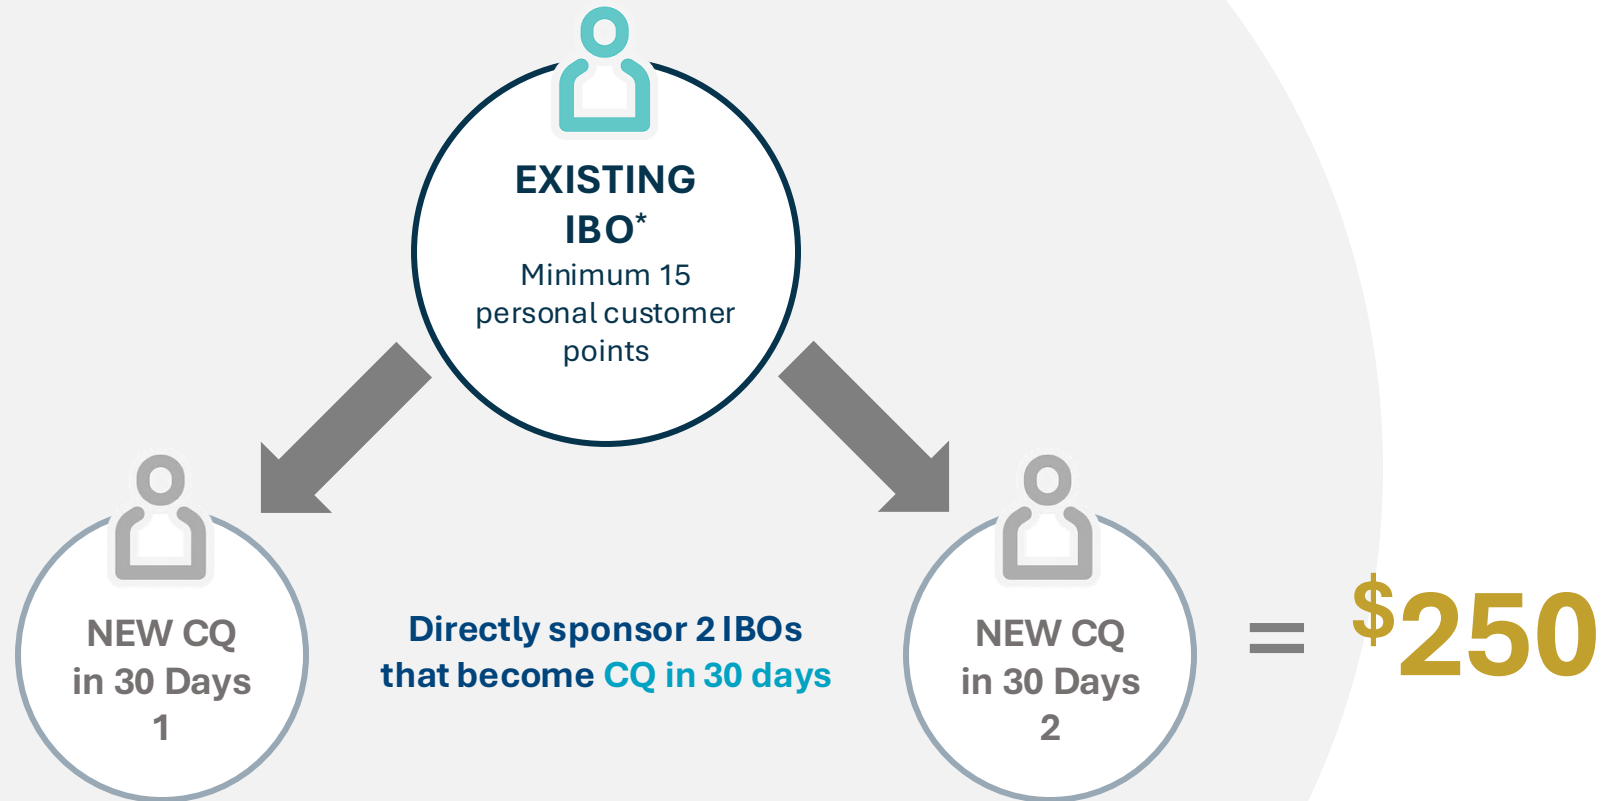 EXISTING
IBO*
Minimum 15
personal customer
points
NEW CQ
in 30 Days
1
Directly sponsor 2 IBOs
that become CQ in 30 days
NEW CQ
in 30 Days
2
= $250